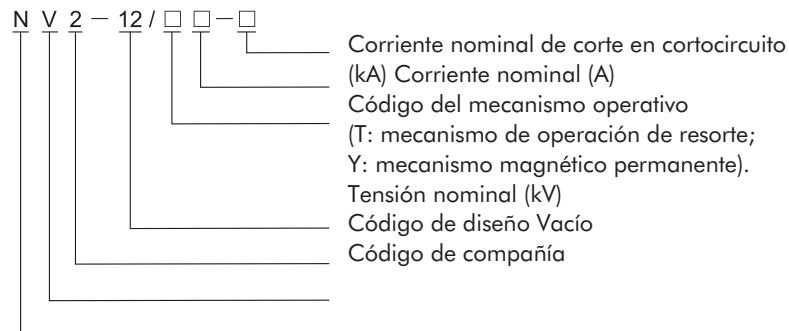 N V 2 – 12 / □ □ – □
Corriente nominal de corte en cortocircuito
(kA) Corriente nominal (A)
Código del mecanismo operativo
(T: mecanismo de operación de resorte;
Y: mecanismo magnético permanente).
Tensión nominal (kV)
Código de diseño Vacío
Código de compañía